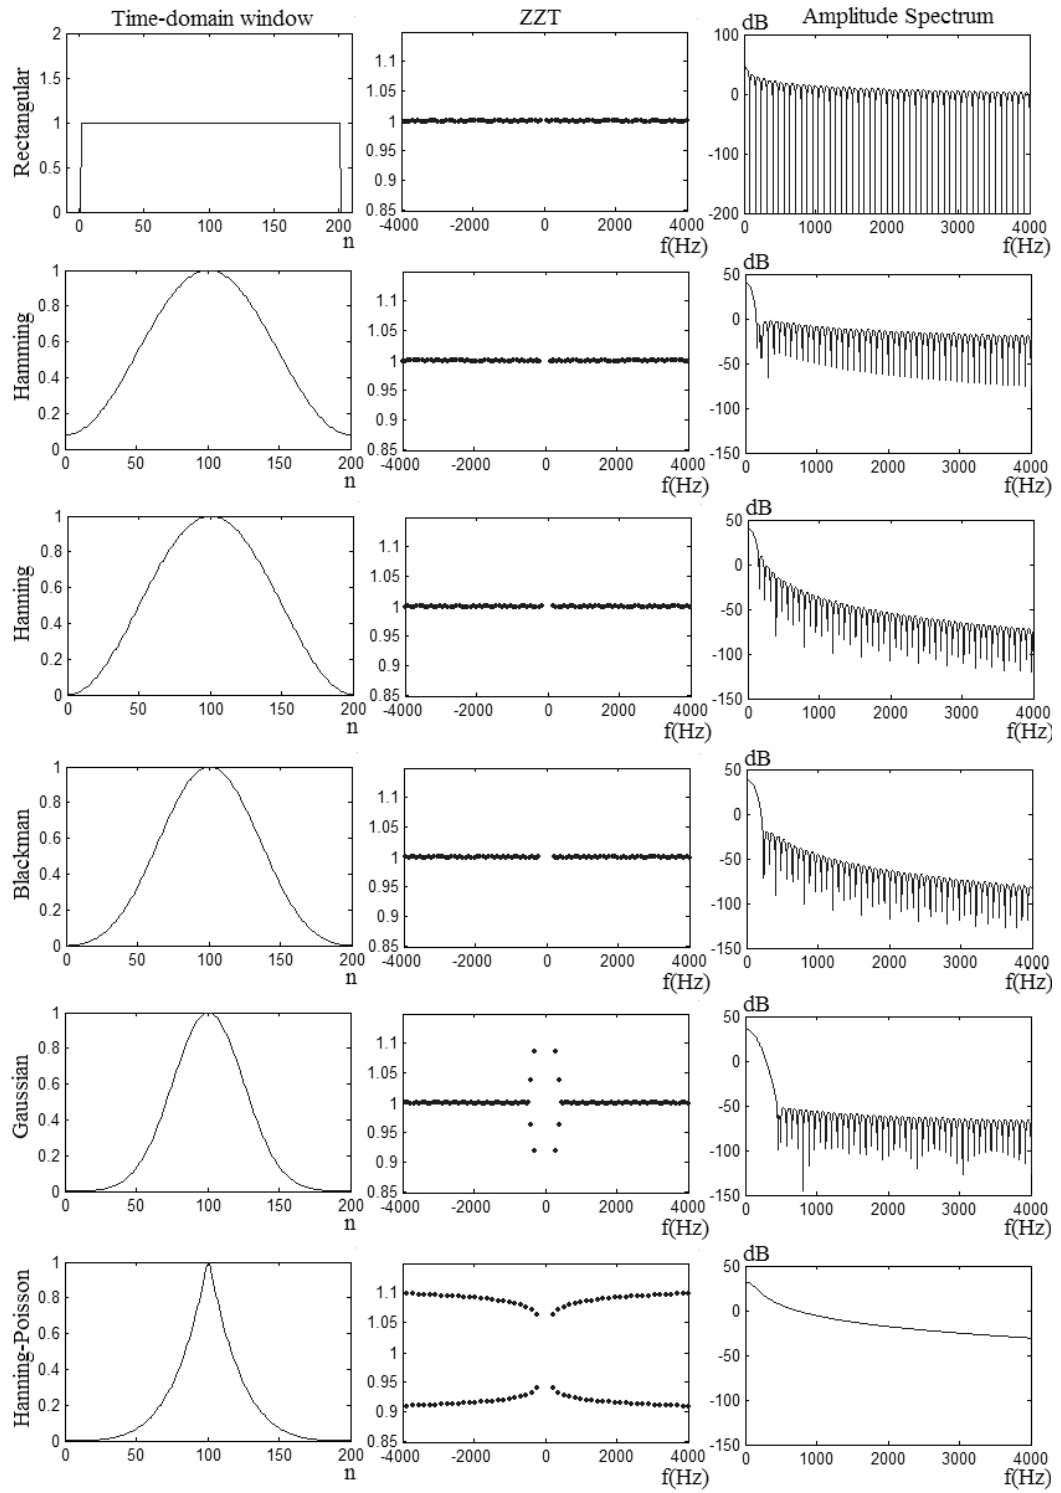 Time-domain window ZZT Amplitude Spectrum
Rectangular
2
1.5
1
0.5
0
0 50 100 150 200
n
1.1
1.05
1
0.95
0.9
0.85
-4000 -2000 0 2000 4000
f(Hz)
dB
100
0
-100
-200
0 1000 2000 3000 4000
f(Hz)
Hamming
1
0.8
0.6
0.4
0.2
0
0 50 100 150 200
n
1.1
1.05
1
0.95
0.9
0.85
-4000 -2000 0 2000 4000
f(Hz)
dB
50
0
-50
-100
-150
0 1000 2000 3000 4000
f(Hz)
Hanning
1
0.8
0.6
0.4
0.2
0
0 50 100 150 200
n
1.1
1.05
1
0.95
0.9
0.85
-4000 -2000 0 2000 4000
f(Hz)
dB
50
0
-50
-100
-150
0 1000 2000 3000 4000
f(Hz)
Blackman
1
0.8
0.6
0.4
0.2
0
0 50 100 150 200
n
1.1
1.05
1
0.95
0.9
0.85
-4000 -2000 0 2000 4000
f(Hz)
dB
50
0
-50
-100
-150
0 1000 2000 3000 4000
f(Hz)
Gaussian
1
0.8
0.6
0.4
0.2
0
0 50 100 150 200
n
1.1
1.05
1
0.95
0.9
0.85
-4000 -2000 0 2000 4000
f(Hz)
dB
50
0
-50
-100
-150
0 1000 2000 3000 4000
f(Hz)
Hanning-Poisson
1
0.8
0.6
0.4
0.2
0
0 50 100 150 200
n
1.1
1.05
1
0.95
0.9
0.85
-4000 -2000 0 2000 4000
f(Hz)
dB
50
0
-50
-100
-150
0 1000 2000 3000 4000
f(Hz)